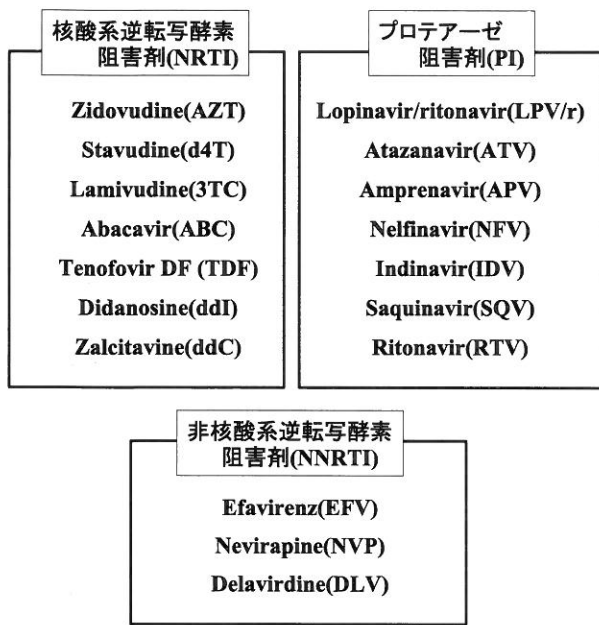 核酸系逆転写酵素
阻害剤(NRTI)
Zidovudine(AZT)
Stavudine(d4T)
Lamivudine(3TC)
Abacavir(ABC)
Tenofovir DF (TDF)
Didanosine(ddI)
Zalcitavine(ddC)
プロテアーゼ
阻害剤(PI)
Lopinavir/ritonavir(LPV/r)
Atazanavir(ATV)
Amprenavir(APV)
Nelfinavir(NFV)
Indinavir(IDV)
Saquinavir(SQV)
Ritonavir(RTV)
非核酸系逆転写酵素
阻害剤(NNRTI)
Efavirenz(EFV)
Nevirapine(NVP)
Delavirdine(DLV)